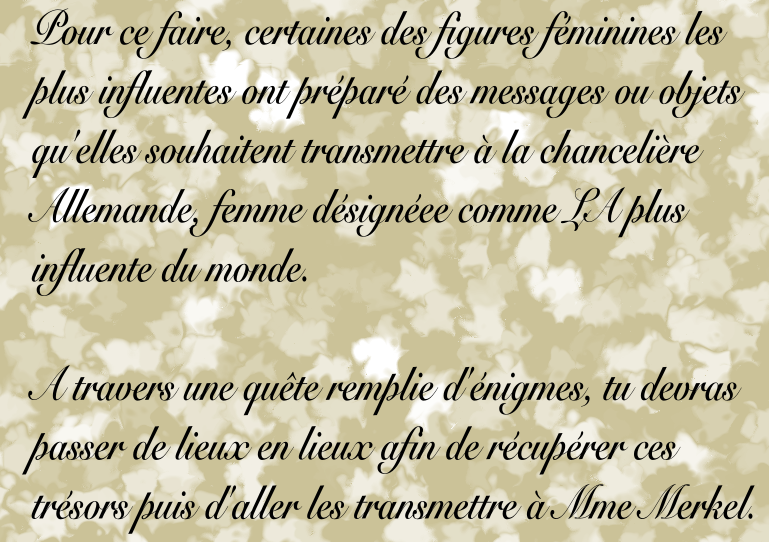 Pour ce faire, certaines des figures féminines les
plus influentes ont préparé des messages ou objets
qu'elles souhaitent transmettre à la chancelière
Allemande, femme désignéee comme LA plus
influente du monde.
A travers une quête remplie d'énigmes, tu devras
passer de lieux en lieux afin de récupérer ces
trésors puis d'aller les transmettre à Mme Merkel.